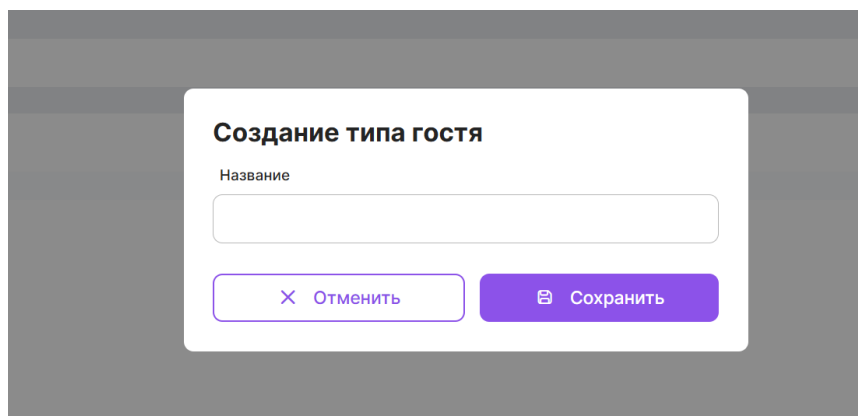 Создание типа гостя
Название
Отменить
Сохранить